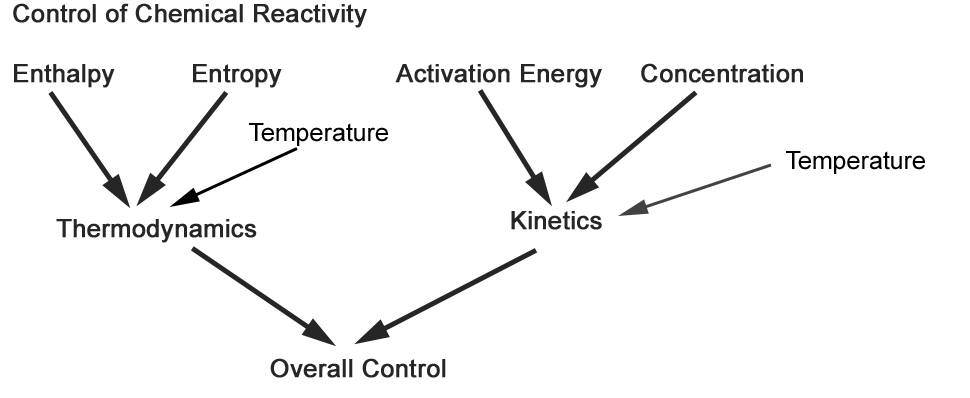 Control of Chemical Reactivity
Enthalpy Entropy Activation Energy Concentration
Temperature
Temperature
Thermodynamics Kinetics
Overall Control